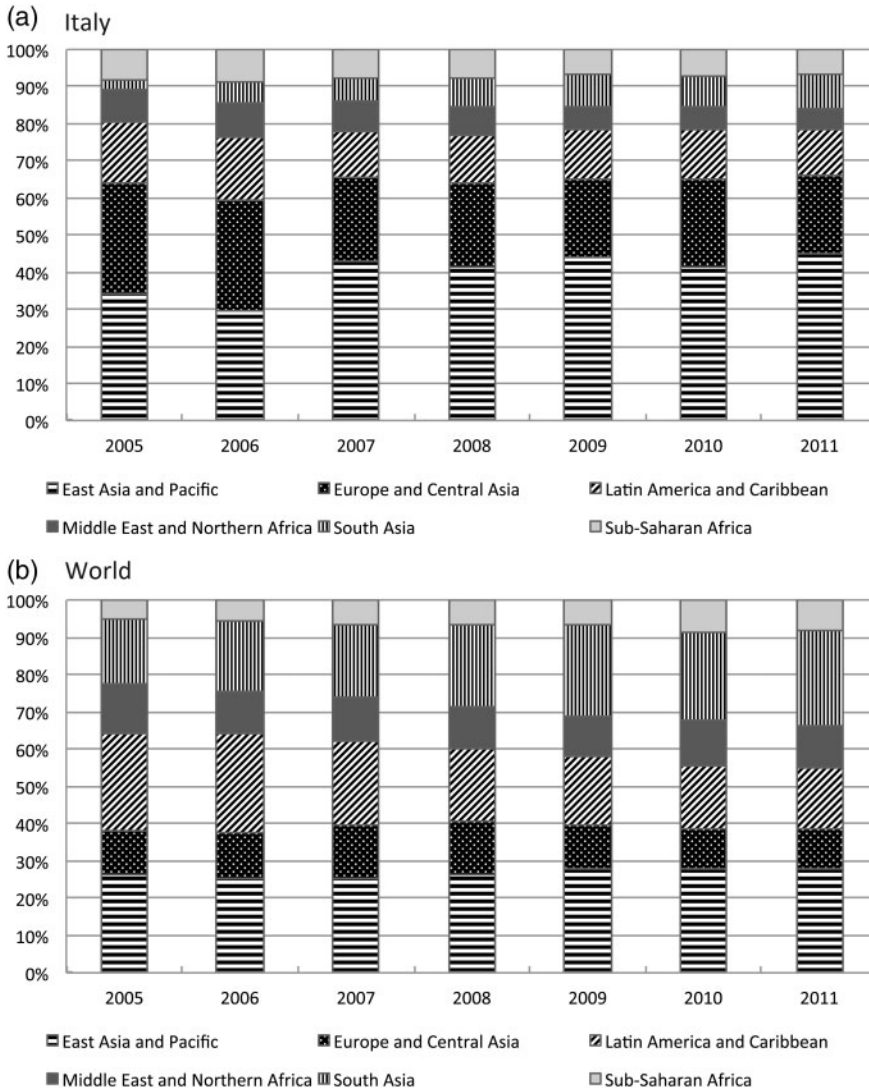 (a) Italy
100%
90%
80%
70%
60%
50%
40%
30%
20%
10%
0%
2005 2006 2007 2008 2009 2010 2011
East Asia and Pacific Europe and Central Asia Latin America and Caribbean
Middle East and Northern Africa South Asia Sub-Saharan Africa
(b) World
100%
90%
80%
70%
60%
50%
40%
30%
20%
10%
0%
2005 2006 2007 2008 2009 2010 2011
East Asia and Pacific Europe and Central Asia Latin America and Caribbean
Middle East and Northern Africa South Asia Sub-Saharan Africa